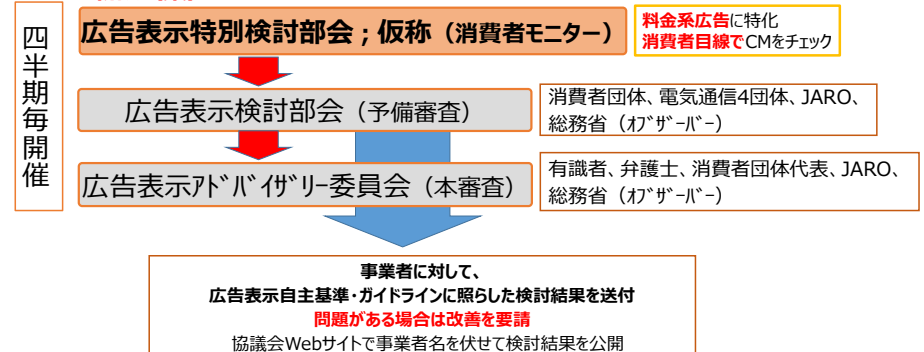 四半期毎開催
広告表示特別検討部会；仮称（消費者モニター）
料金系広告に特化
消費者目線でCMをチェック
広告表示検討部会（予備審査）
消費者団体、電気通信4団体、JARO、
総務省（ｵﾌﾞｻﾞｰﾊﾞｰ）
広告表示ｱﾄﾞﾊﾞｲｻﾞﾘｰ委員会（本審査）
有識者、弁護士、消費者団体代表、JARO、
総務省（ｵﾌﾞｻﾞｰﾊﾞｰ）
事業者に対して、
広告表示自主基準・ガイドラインに照らした検討結果を送付
問題がある場合は改善を要請
協議会Webサイトで事業者名を伏せて検討結果を公開